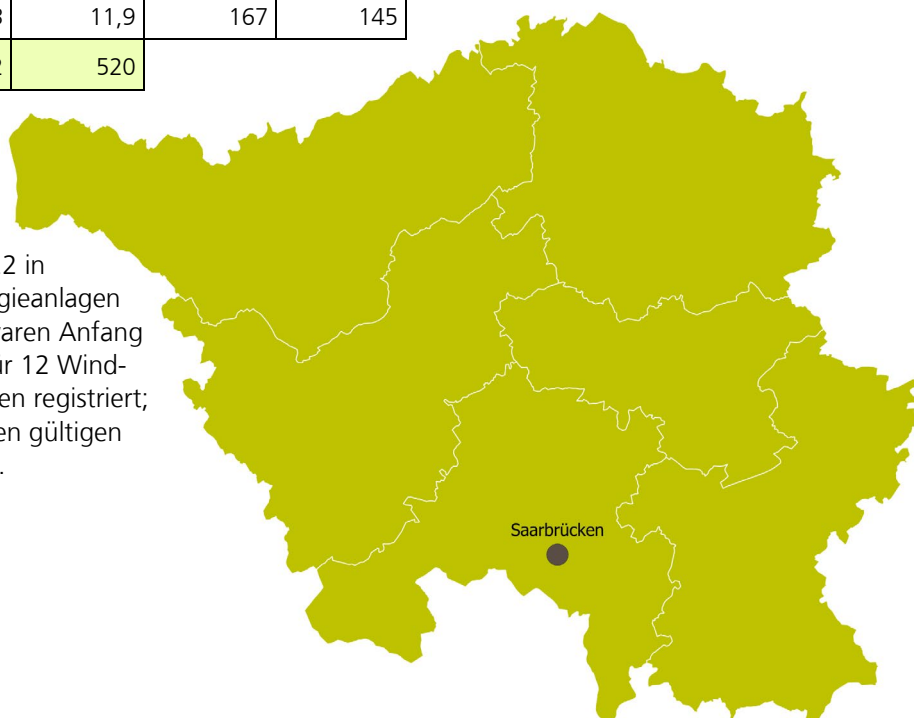 11,9 167 145
520
2 in
gieanlagen
aren Anfang
ur 12 Wind-
en registriert;
en gültigen
.
Saarbrücken